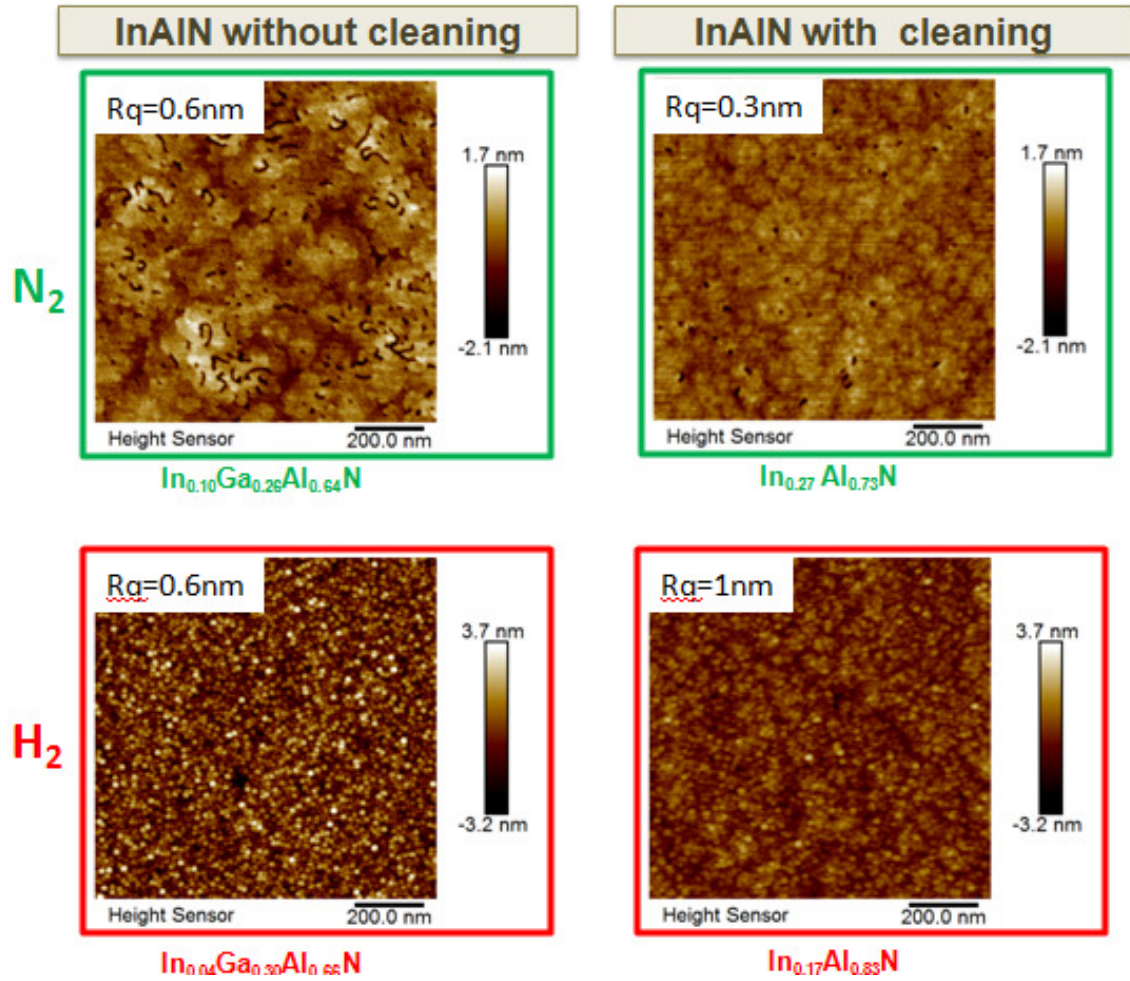 InAlN without cleaning
InAlN with cleaning
Rq=0.6nm
1.7 nm
-2.1 nm
Height Sensor
200.0 nm
Rq=0.3nm
1.7 nm
-2.1 nm
Height Sensor
200.0 nm
N₂
In₀.₁₀Ga₀.₂₆Al₀.₆₄N
In₀.₂₇ Al₀.₇₃N
Rq=0.6nm
3.7 nm
-3.2 nm
Height Sensor
200.0 nm
Rq=1nm
3.7 nm
-3.2 nm
Height Sensor
200.0 nm
H₂
In₀.₀₄Ga₀.₃₀Al₀.₆₆N
In₀.₁₇Al₀.₈₃N